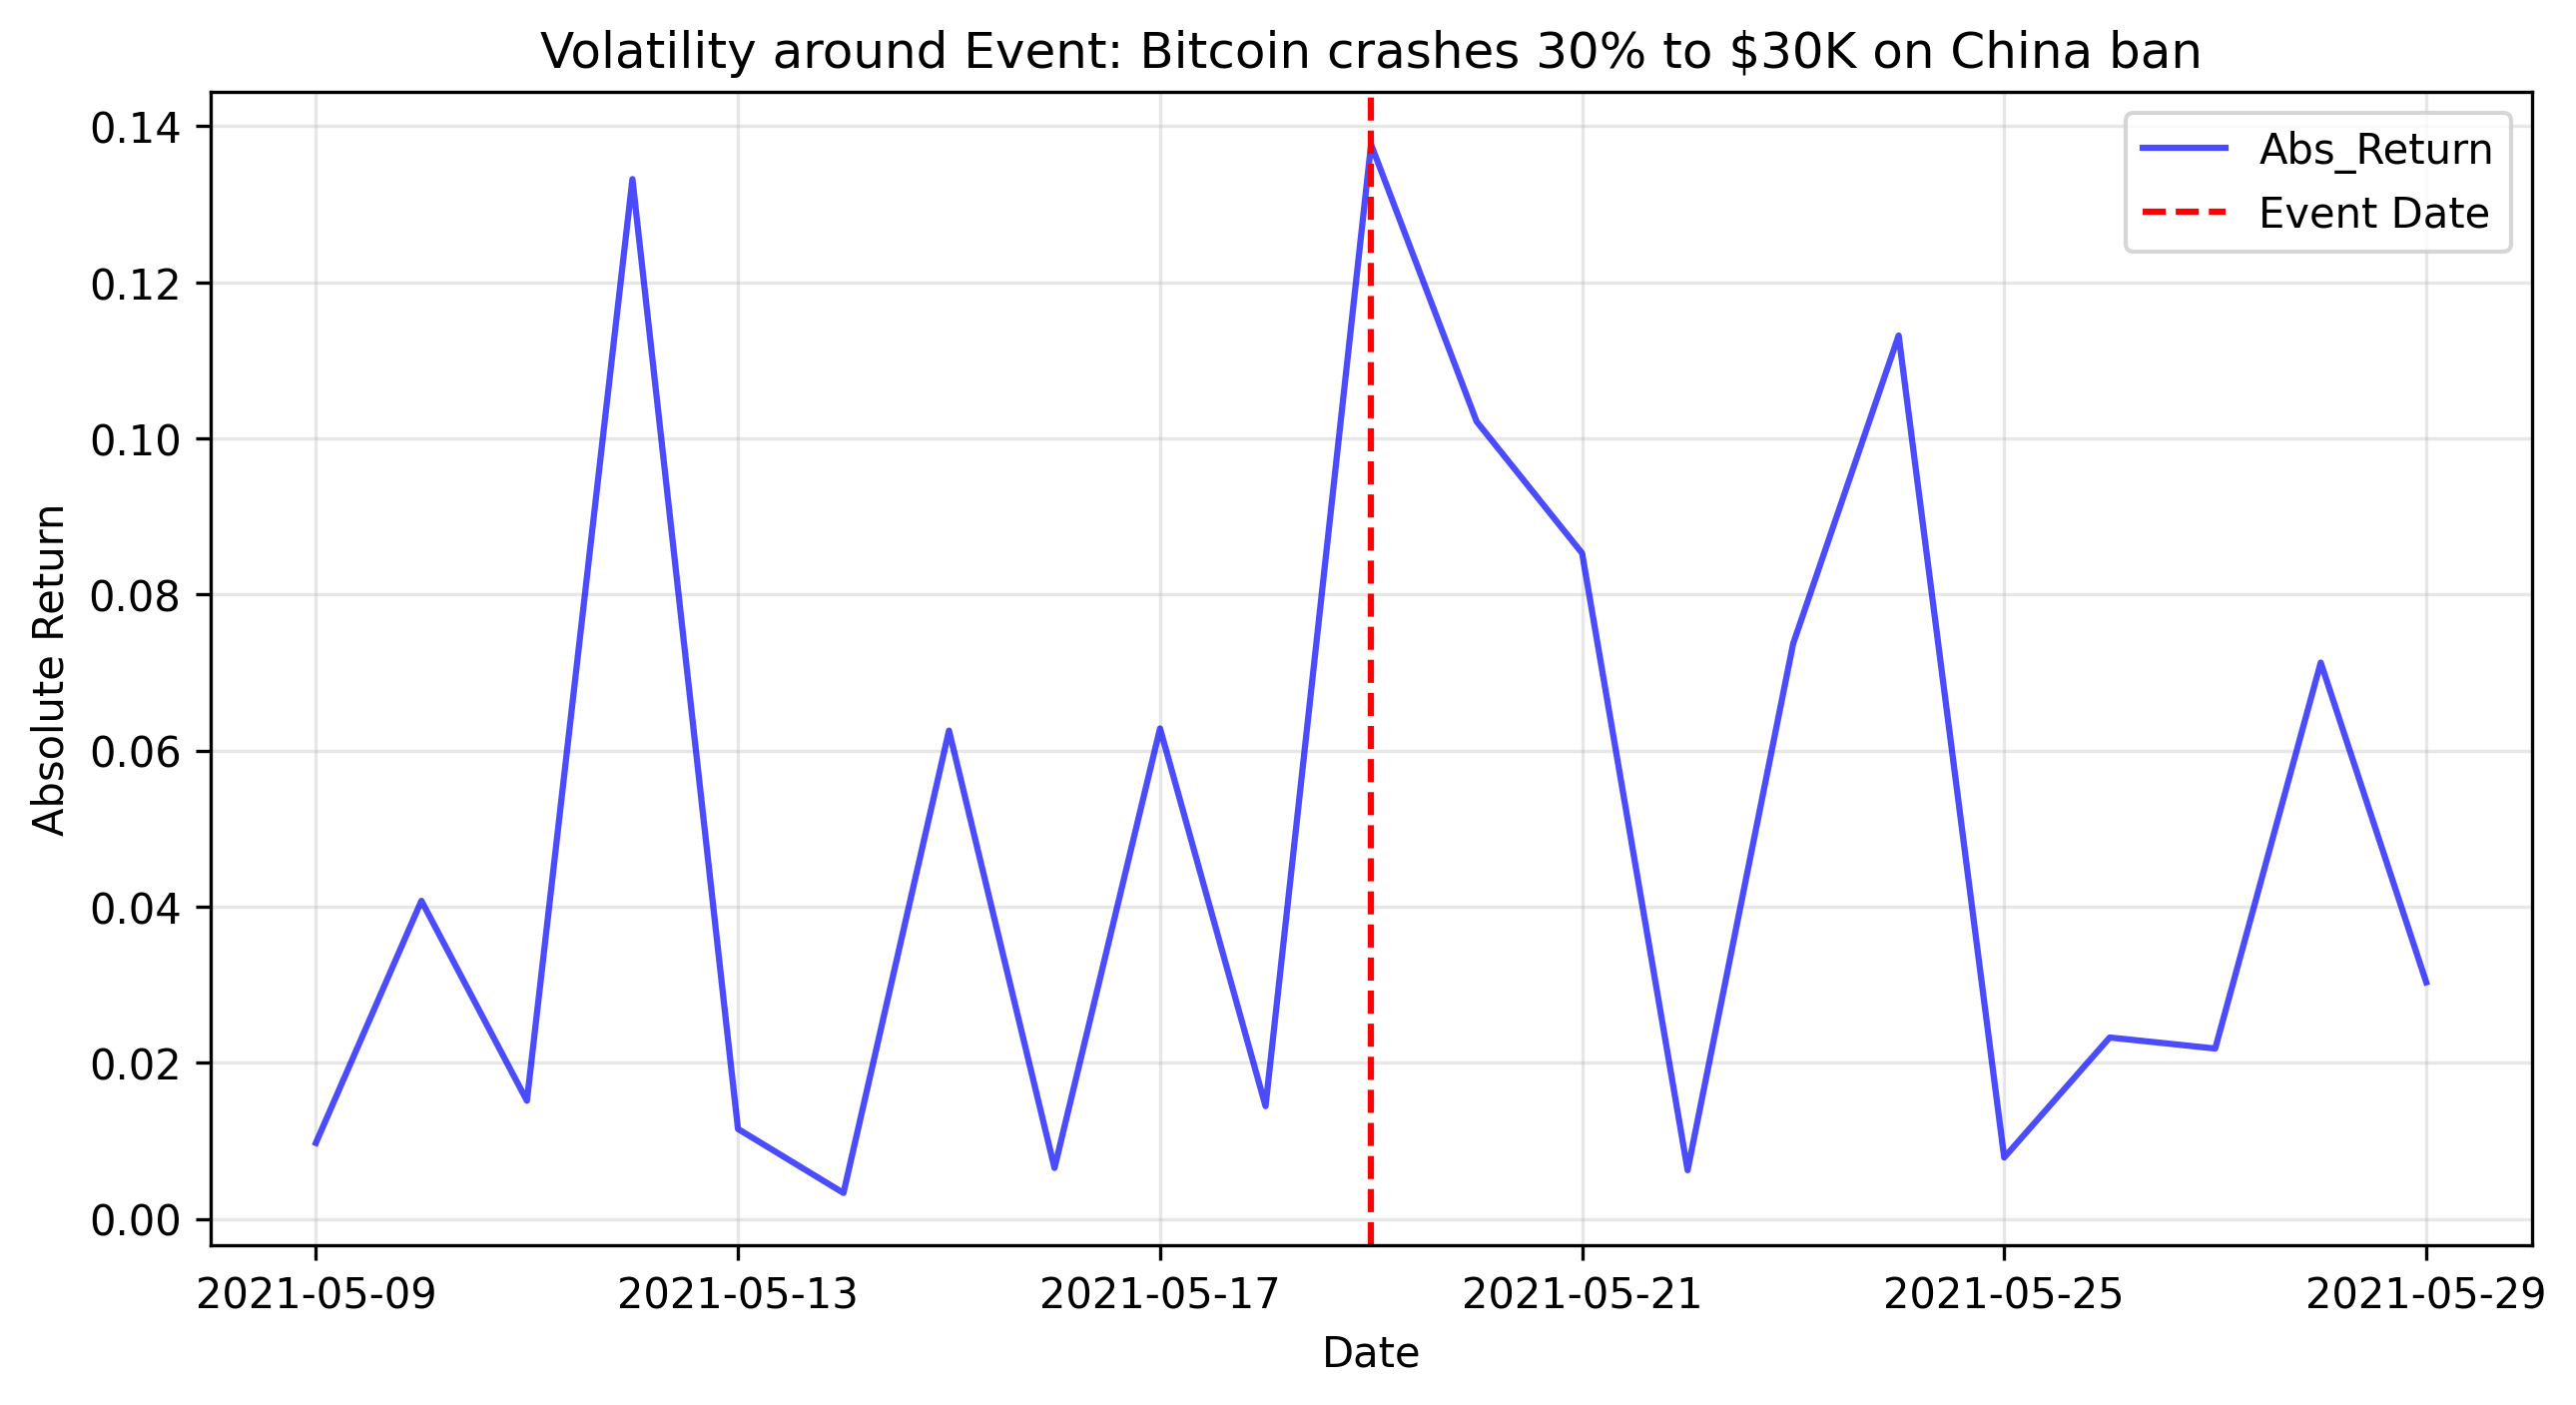 Volatility around Event: Bitcoin crashes 30% to $30K on China ban
Abs_Return
Event Date
0.14
0.12
0.10
0.08
0.06
0.04
0.02
0.00
Absolute Return
2021-05-09
2021-05-13
2021-05-17
2021-05-21
2021-05-25
2021-05-29
Date